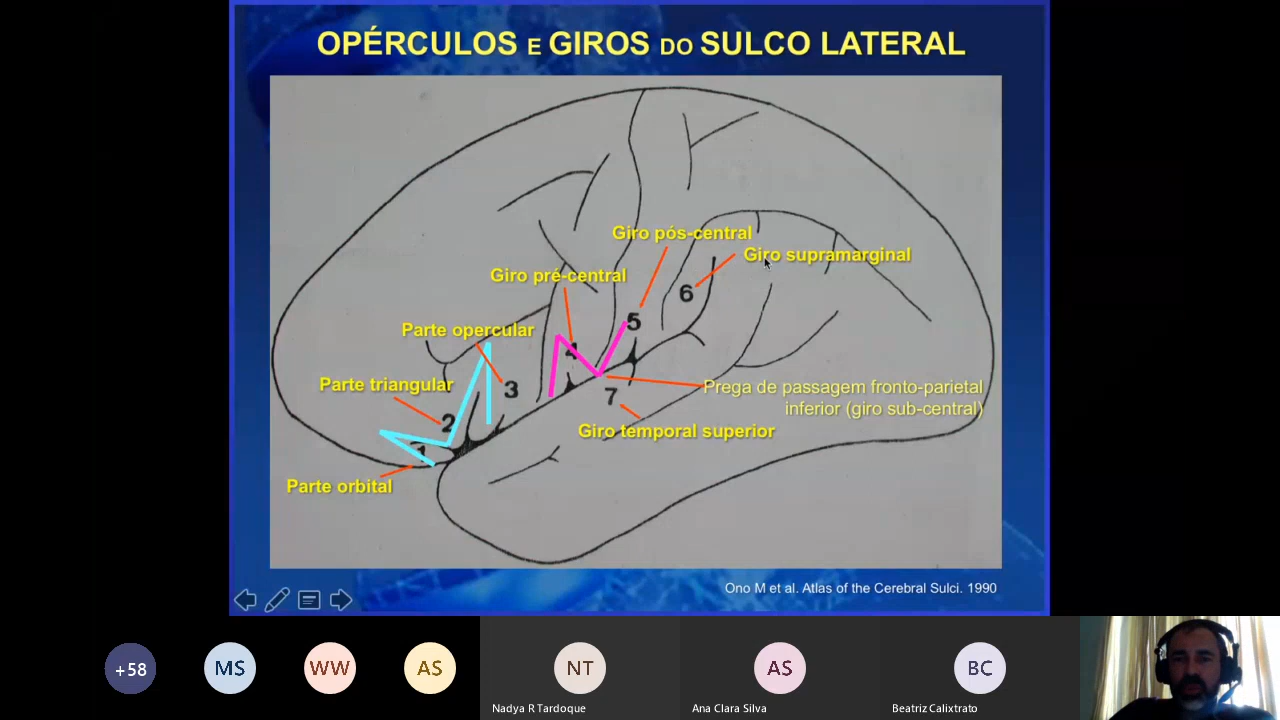 OPÉRCULOS E GIROS DO SULCO LATERAL
Giro pós-central
Giro supramarginal
Giro pré-central
6
5
Parte opercular
4
Parte triangular
3
Prega de passagem fronto-parietal
inferior (giro sub-central)
7
2
Giro temporal superior
1
Parte orbital
Ono M et al. Atlas of the Cerebral Sulci. 1990
+58
MS
WW
AS
NT
AS
BC
Nadya R Tardoque
Ana Clara Silva
Beatriz Calixtrato